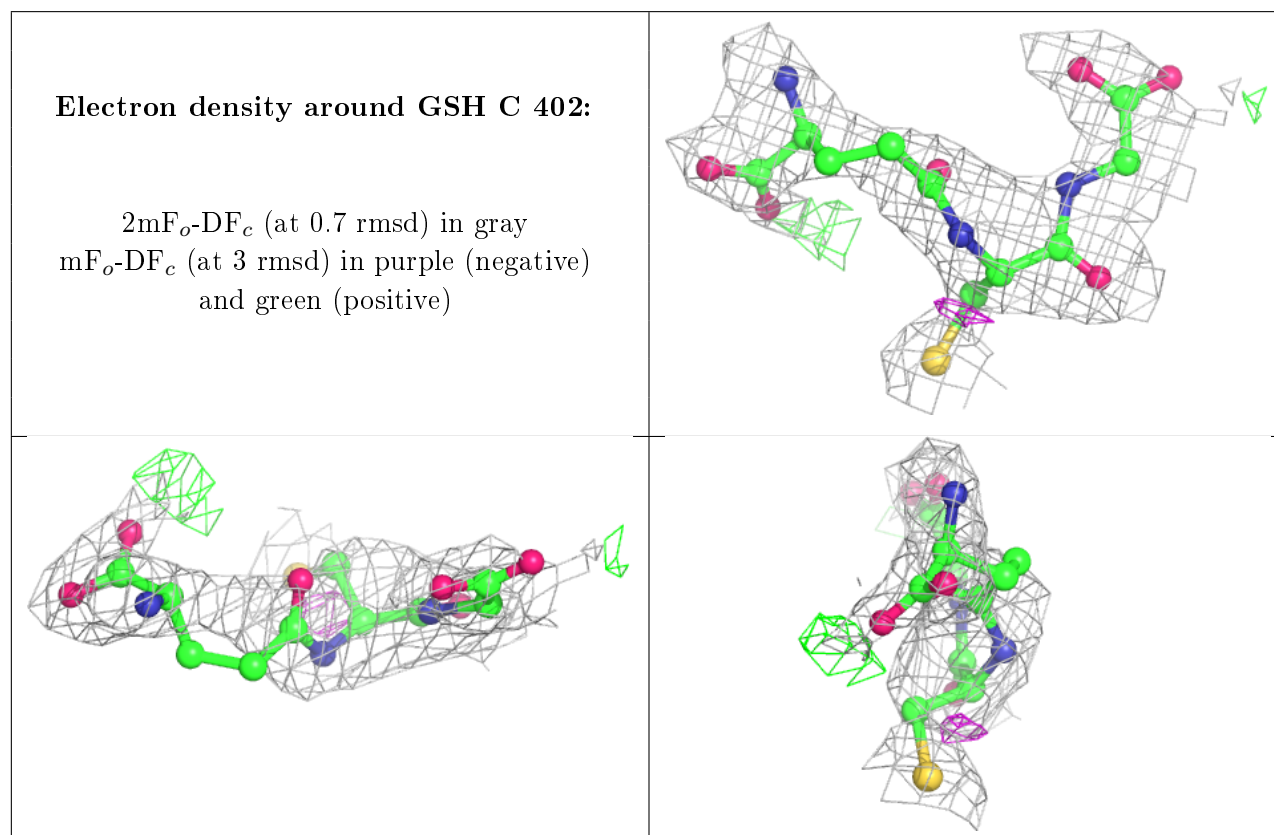 Electron density around GSH C 402:
2mFo-DFc (at 0.7 rmsd) in gray
mFo-DFc (at 3 rmsd) in purple (negative)
and green (positive)